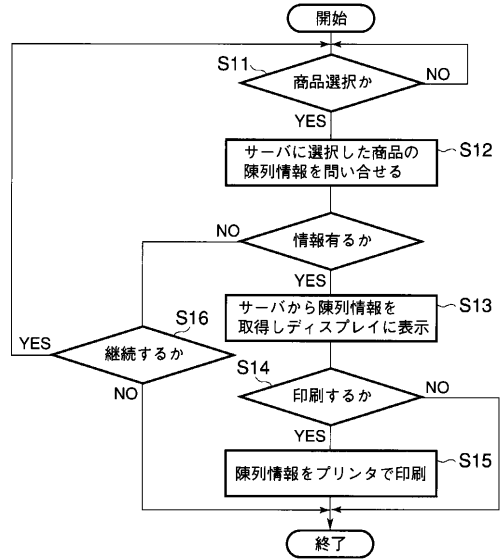 開始
S11
商品選択か
NO
YES
サーバに選択した商品の
陳列情報を問い合せる
S12
NO
情報有るか
YES
サーバから陳列情報を
取得しディスプレイに表示
S13
S16
YES
継続するか
NO
S14
印刷するか
NO
YES
陳列情報をプリンタで印刷
S15
終了